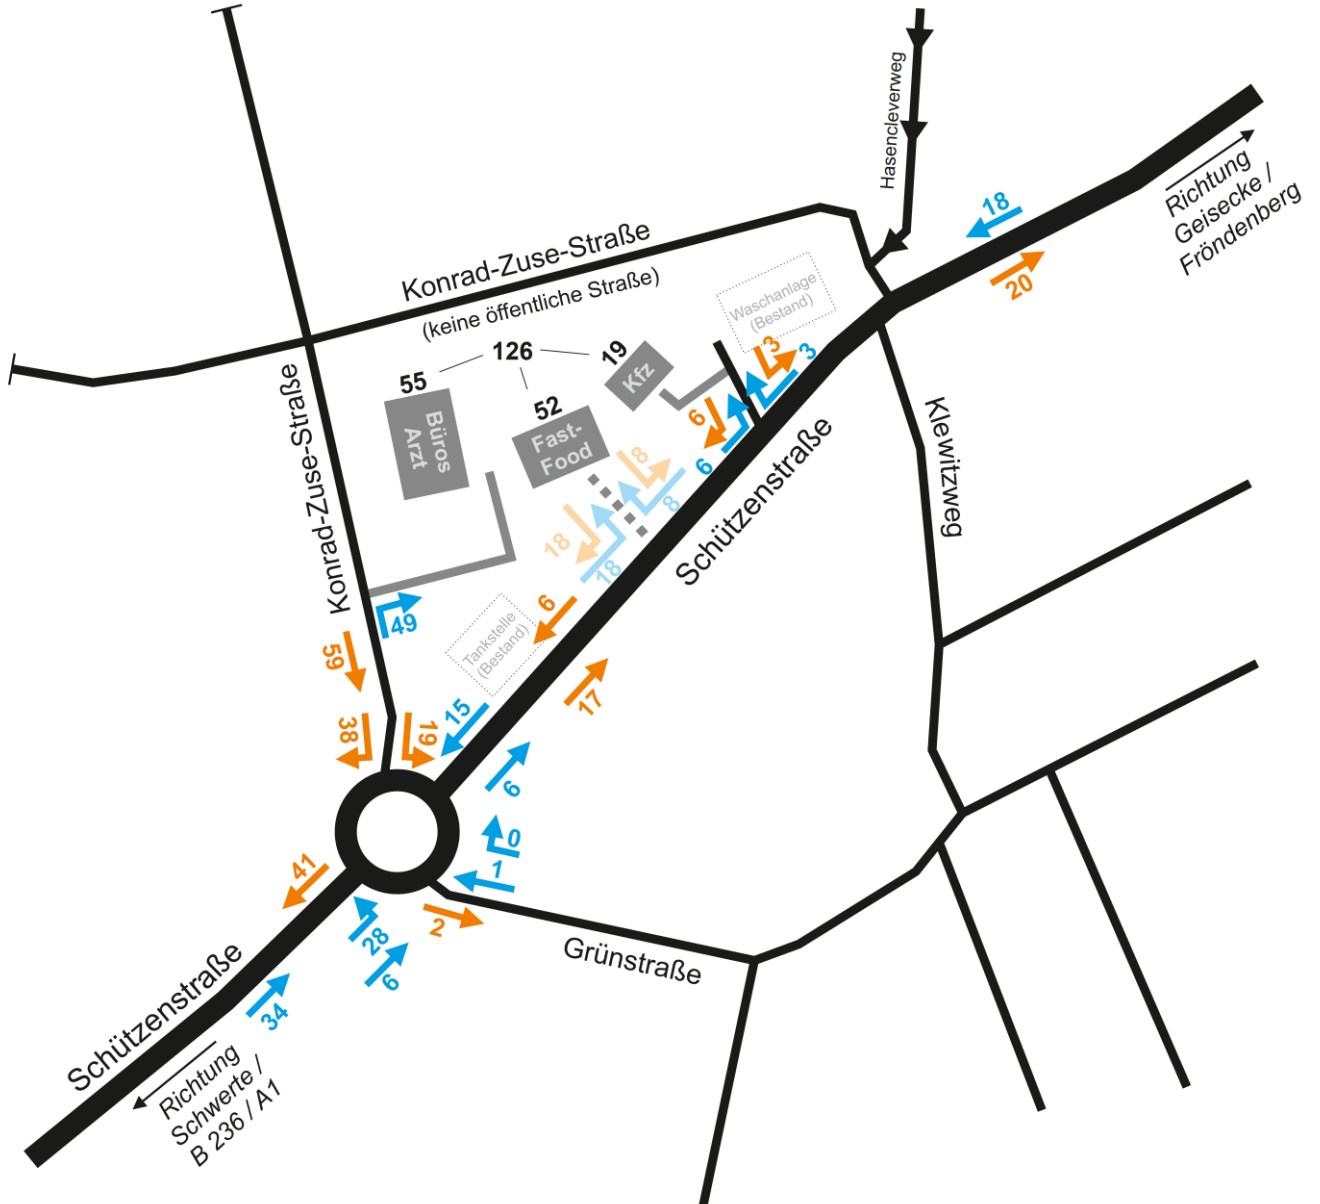 Hasencleverweg
18
20
Richtung
Geisecke /
Fröndenberg
Konrad-Zuse-Straße
(keine öffentliche Straße)
Waschanlage
(Bestand)
126
19
Kfz
55
Büros
Arzt
52
Fast-
Food
3
3
6
6
8
8
18
18
Konrad-Zuse-Straße
Schützenstraße
Klewitzweg
49
59
Tankstelle
(Bestand)
6
17
15
6
38
19
0
1
41
2
28
6
34
Grünstraße
Schützenstraße
Richtung
Schwerte /
B 236 / A1